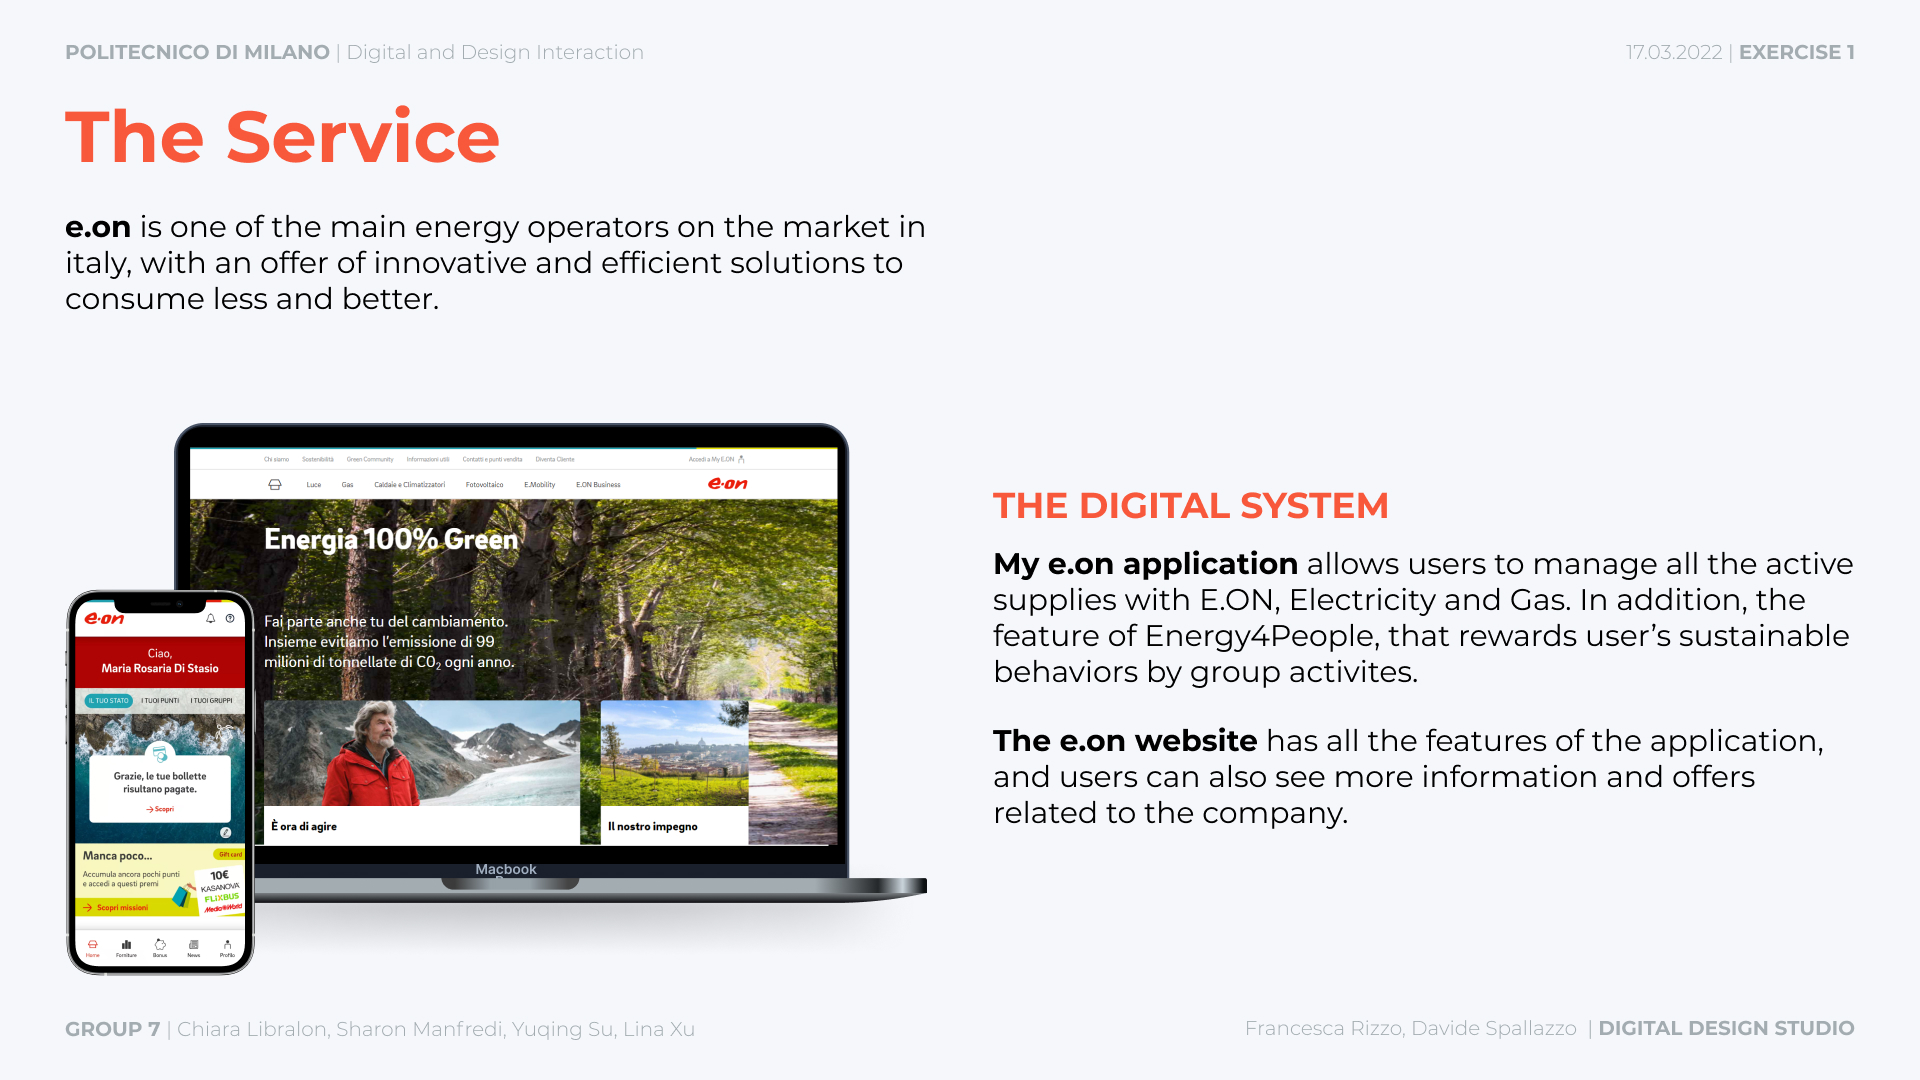 POLITECNICO DI MILANO | Digital and Design Interaction
17.03.2022 | EXERCISE 1
The Service
e.on is one of the main energy operators on the market in
italy, with an offer of innovative and efficient solutions to
consume less and better.
Chi siamo Sostenibilità Green Community Informazioni utili Contatti e punti vendita Diventa Cliente Accedi a My E.ON
Luce Gas Caldaie e Climatizzatori Fotovoltaico E.Mobility E.ON Business e·on
Energia 100% Green
Fai parte anche tu del cambiamento.
Insieme evitiamo l'emissione di 99
milioni di tonnellate di CO₂ ogni anno.
È ora di agire
Il nostro impegno
Macbook
e·on
Ciao,
Maria Rosaria Di Stasio
IL TUO STATO I TUOI PUNTI I TUOI GRUPPI
Grazie, le tue bollette
risultano pagate.
Scopri
Manca poco...
Gift card
Accumula ancora pochi punti
e accedi a questi premi
10€
KASANOVA
FLIXBUS
MediaWorld
Scopri missioni
Home Forniture Bonus News Profilo
THE DIGITAL SYSTEM
My e.on application allows users to manage all the active
supplies with E.ON, Electricity and Gas. In addition, the
feature of Energy4People, that rewards user's sustainable
behaviors by group activites.
The e.on website has all the features of the application,
and users can also see more information and offers
related to the company.
GROUP 7 | Chiara Libralon, Sharon Manfredi, Yuqing Su, Lina Xu
Francesca Rizzo, Davide Spallazzo | DIGITAL DESIGN STUDIO